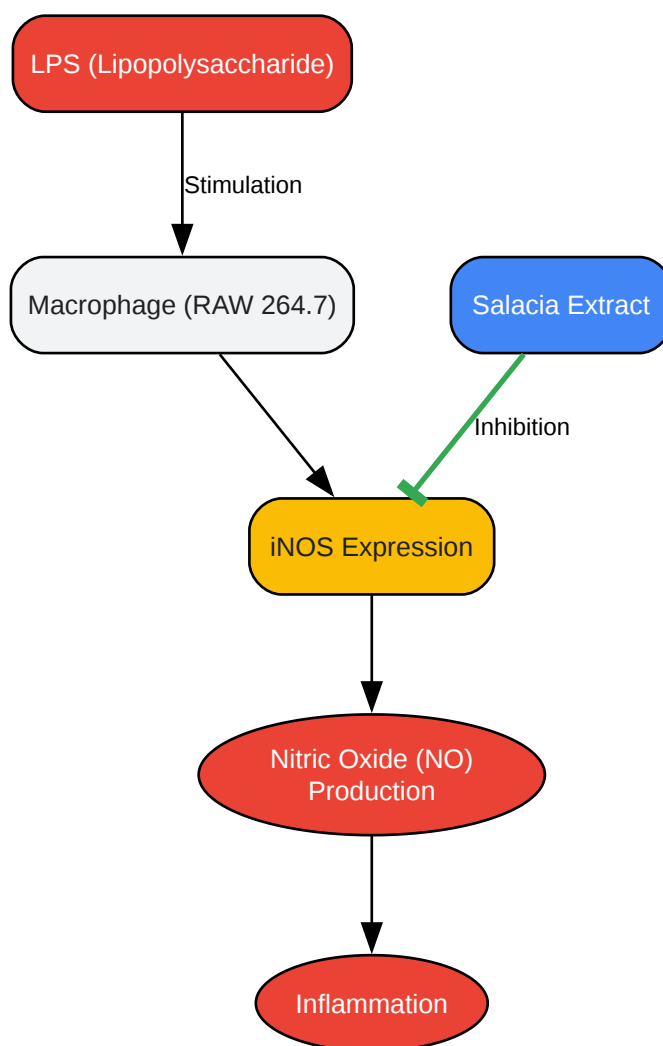 LPS (Lipopolysaccharide)
Stimulation
Macrophage (RAW 264.7)
Salacia Extract
Inhibition
iNOS Expression
Nitric Oxide (NO)
Production
Inflammation